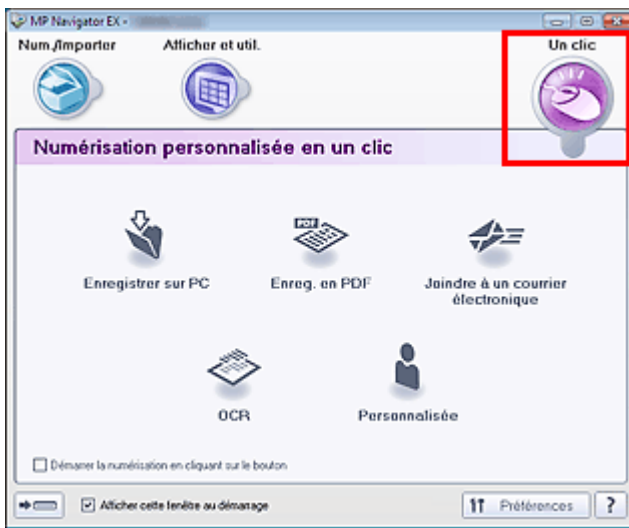 MP Navigator EX -
Num./Importer
Afficher et util.
Un clic
Numérisation personnalisée en un clic
Enregistrer sur PC
Enreg. en PDF
Joindre à un courrier
électronique
PDF
OCR
Personnalisée
Démarrer la numérisation en cliquant sur le bouton
Afficher cette fenêtre au démarrage
Préférences
?